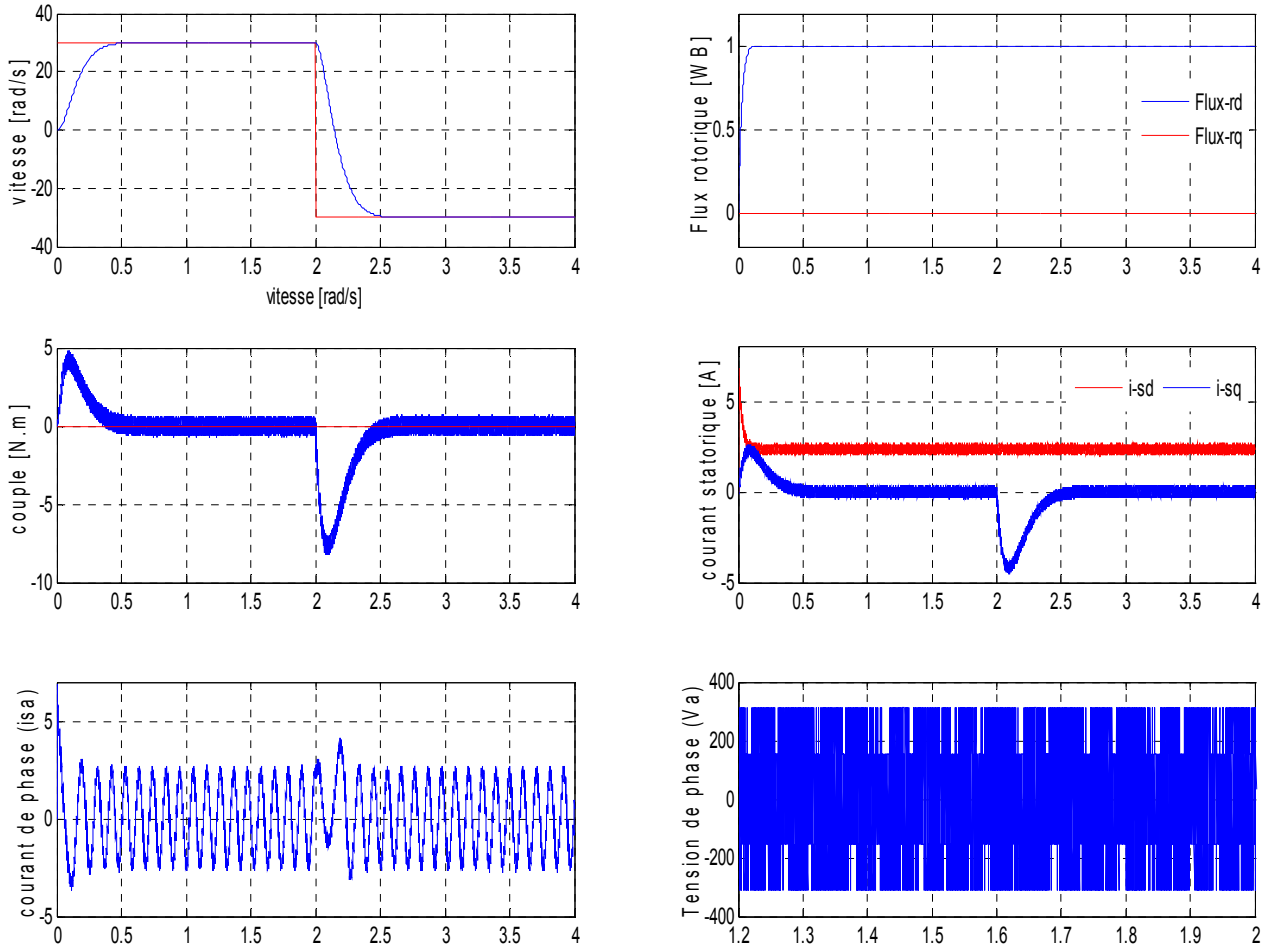 40
20
0
-20
-40
vitesse [rad/s]
0 0.5 1 1.5 2 2.5 3 3.5 4
vitesse [rad/s]
1
0.5
0
Flux rotorique [WB]
Flux-rd
Flux-rq
0 0.5 1 1.5 2 2.5 3 3.5 4
5
0
-5
-10
couple [N.m]
0 0.5 1 1.5 2 2.5 3 3.5 4
5
0
-5
courant statorique [A]
i-sd i-sq
0 0.5 1 1.5 2 2.5 3 3.5 4
5
0
-5
courant de phase (isa)
0 0.5 1 1.5 2 2.5 3 3.5 4
400
200
0
-200
-400
Tension de phase (Va)
1.2 1.3 1.4 1.5 1.6 1.7 1.8 1.9 2